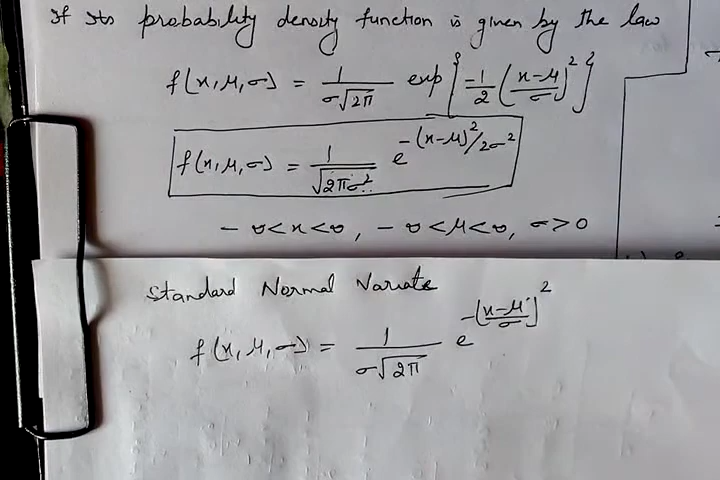 If its probability density function is given by the law
f(x, μ, σ) = 1/(σ√2π) exp{-1/2 ((x-μ)/σ)²}
f(x, μ, σ) = 1/√(2πσ²) e^(-(x-μ)²/2σ²)
- ∞ < x < ∞, - ∞ < μ < ∞, σ > 0
Standard Normal Variate
f(x, μ, σ) = 1/(σ√2π) e^(-((x-μ)/σ)²)